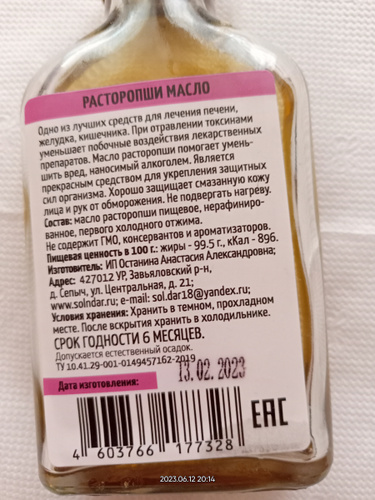 РАСТОРОПШИ МАСЛО
Одно из лучших средств для лечения печени,
желудка, кишечника. При отравлении токсинами
уменьшает побочные воздействия лекарственных
препаратов. Масло расторопши помогает умень-
шить вред, наносимый алкоголем. Является
прекрасным средством для укрепления защитных
сил организма. Хорошо защищает смазанную кожу
лица и рук от обморожения. Не подвергать нагреву.
Состав: масло расторопши пищевое, нерафиниро-
ванное, первого холодного отжима.
Не содержит ГМО, консервантов и ароматизаторов.
Пищевая ценность в 100 г.: жиры - 99.5 г., кКал - 896.
Изготовитель: ИП Останина Анастасия Александровна;
Адрес: 427012 УР, Завьяловский р-н,
д. Сепыч, ул. Центральная, д. 21;
www.solndar.ru; e-mail: sol.dar18@yandex.ru;
Условия хранения: Хранить в темном, прохладном
месте. После вскрытия хранить в холодильнике.
СРОК ГОДНОСТИ 6 МЕСЯЦЕВ.
Допускается естественный осадок.
ТУ 10.41.29-001-0149457162-2019
13.02.2023
Дата изготовления:
EAC
4 603766 177328
2023.06.12 20:14